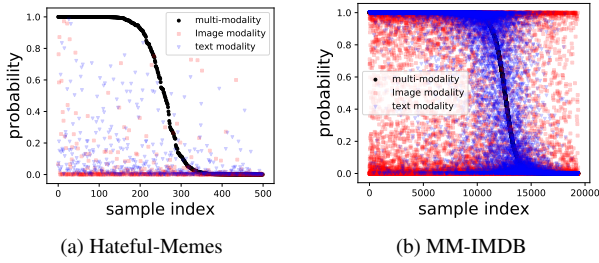 1.0
0.8
0.6
0.4
0.2
0.0
probability
multi-modality
Image modality
text modality
0 100 200 300 400 500
sample index
(a) Hateful-Memes
1.0
0.8
0.6
0.4
0.2
0.0
probability
multi-modality
Image modality
text modality
0 5000 10000 15000 20000
sample index
(b) MM-IMDB